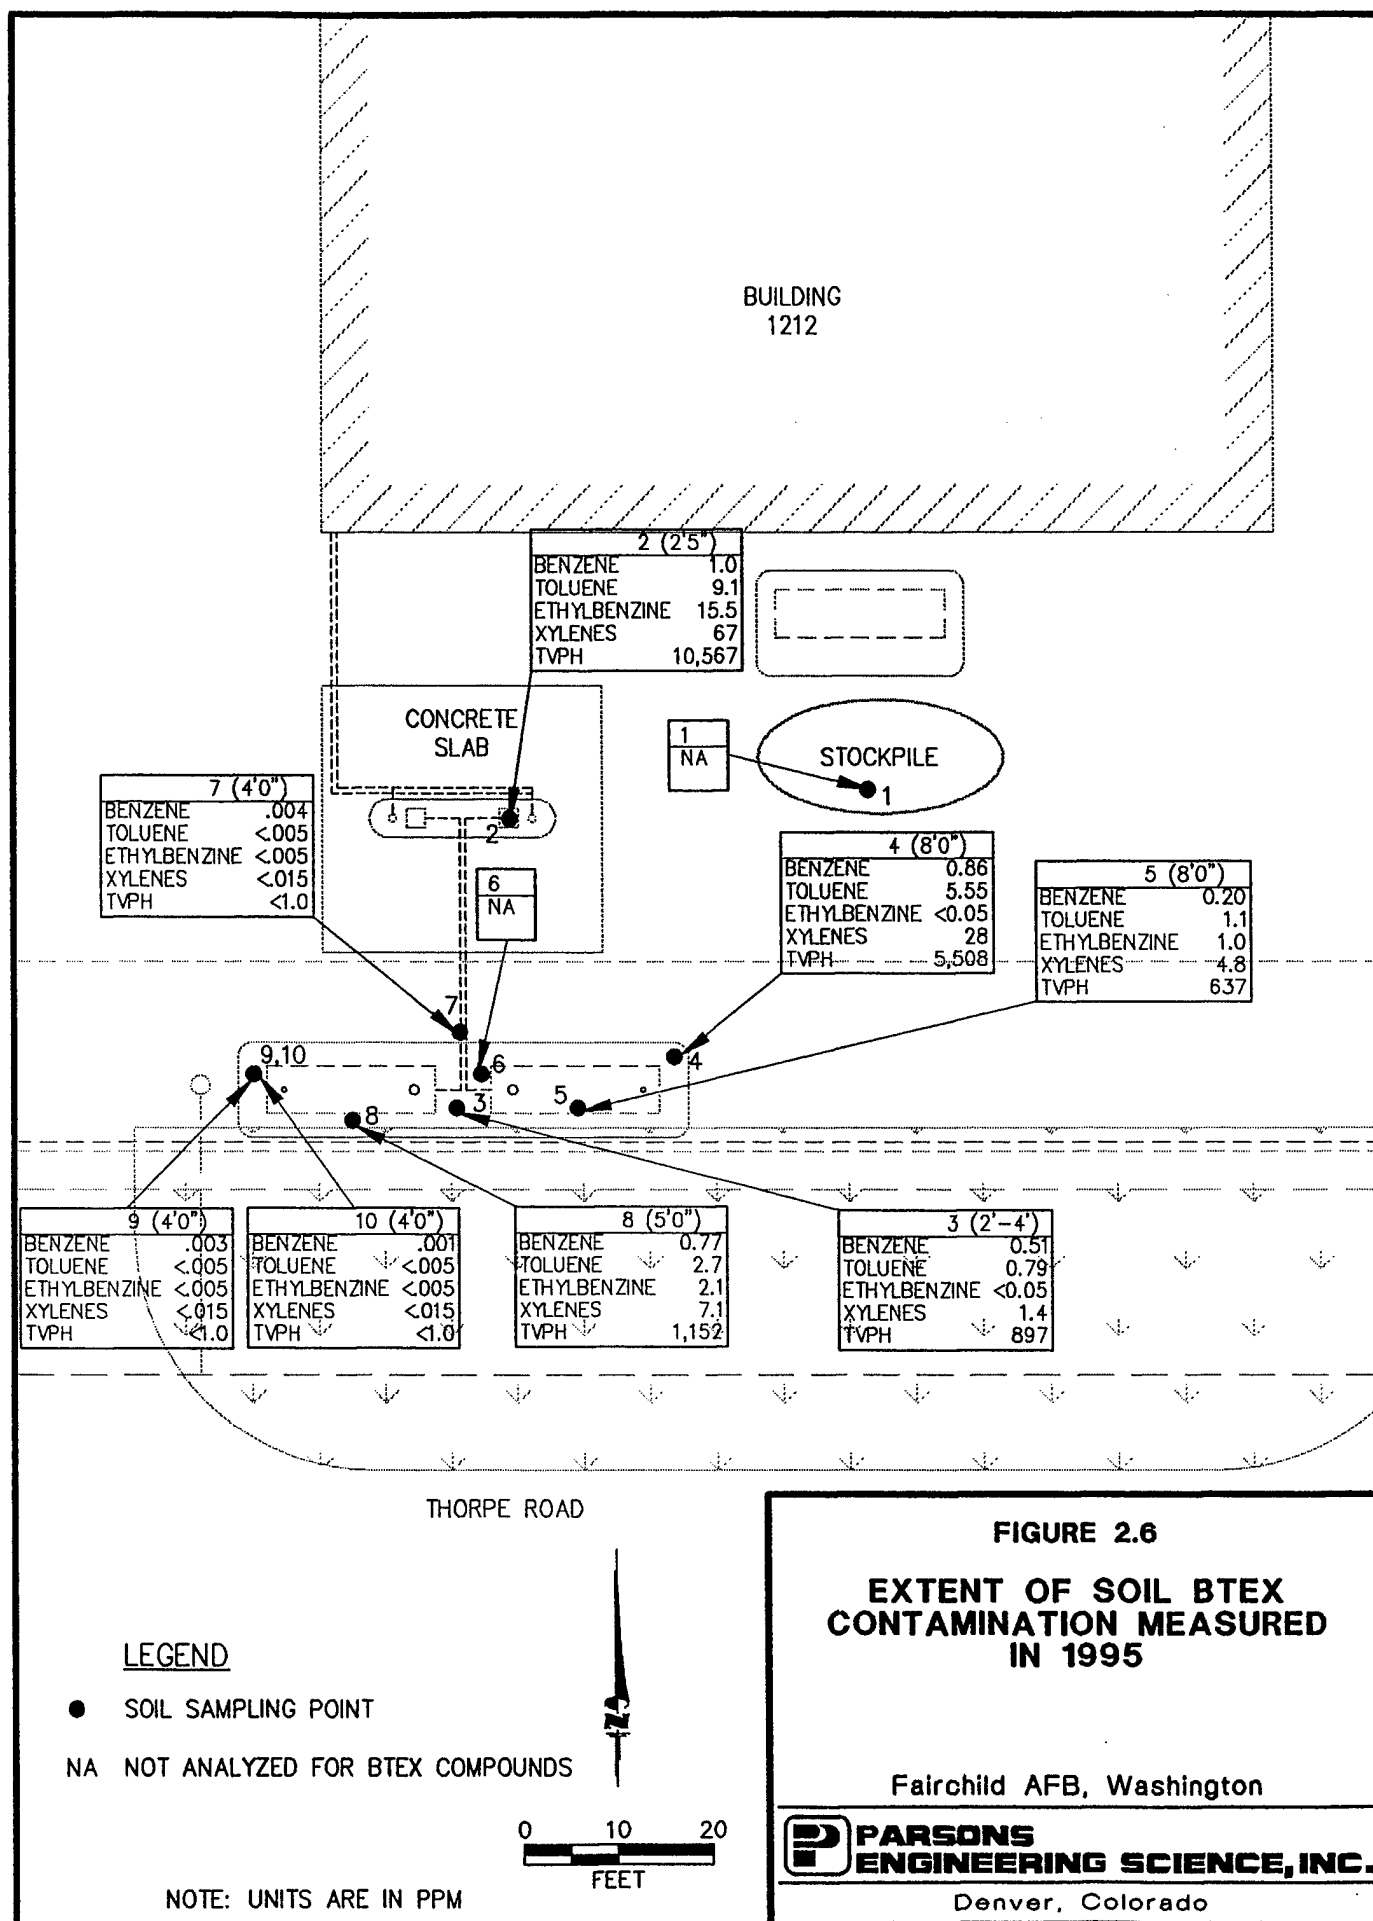 BUILDING
1212
2 (2'5")
BENZENE 1.0
TOLUENE 9.1
ETHYLBENZINE 15.5
XYLENES 67
TVPH 10,567
CONCRETE
SLAB
1
NA
STOCKPILE
1
7 (4'0")
BENZENE .004
TOLUENE <.005
ETHYLBENZINE <.005
XYLENES <.015
TVPH <1.0
2
6
NA
4 (8'0")
BENZENE 0.86
TOLUENE 5.55
ETHYLBENZINE <0.05
XYLENES 28
TVPH 5,508
5 (8'0")
BENZENE 0.20
TOLUENE 1.1
ETHYLBENZINE 1.0
XYLENES 4.8
TVPH 637
7
9,10
6
4
8
3
5
9 (4'0")
BENZENE .003
TOLUENE <.005
ETHYLBENZINE <.005
XYLENES <.015
TVPH <1.0
10 (4'0")
BENZENE .001
TOLUENE <.005
ETHYLBENZINE <.005
XYLENES <.015
TVPH <1.0
8 (5'0")
BENZENE 0.77
TOLUENE 2.7
ETHYLBENZINE 2.1
XYLENES 7.1
TVPH 1,152
3 (2'-4')
BENZENE 0.51
TOLUENE 0.79
ETHYLBENZINE <0.05
XYLENES 1.4
TVPH 897
THORPE ROAD
LEGEND
SOIL SAMPLING POINT
NA NOT ANALYZED FOR BTEX COMPOUNDS
N
0 10 20
FEET
NOTE: UNITS ARE IN PPM
FIGURE 2.6
EXTENT OF SOIL BTEX
CONTAMINATION MEASURED
IN 1995
Fairchild AFB, Washington
PARSONS
ENGINEERING SCIENCE, INC.
Denver, Colorado